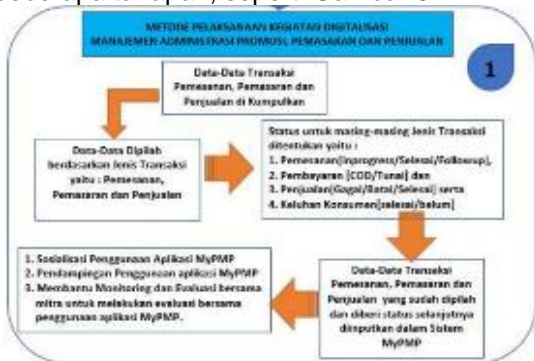 METODE PELAKSANAAN KEGIATAN DIGITALISASI
MANAJEMEN ADMINISTRASI PROMOSI, PEMASARAN DAN PENJUALAN
1
Data-Data Transaksi
Pemesanan, Pemasaran dan
Penjualan di Kumpulkan
Data-Data Dipilah
berdasarkan Jenis Transaksi
yaitu : Pemesanan,
Pemasaran dan Penjualan
Status untuk masing-masing Jenis Transaksi
ditentukan yaitu :
1. Pemesanan[Inprogress/Selesai/Followup],
2. Pembayaran [COD/Tunai] dan
3. Penjualan[Gagal/Batal/Selesai] serta
4. Keluhan Konsumen[selesai/belum]
Data-Data Transaksi
Pemesanan, Pemasaran dan
Penjualan yang sudah dipilah
dan diberi status selanjutnya
diinputkan dalam Sistem
MyPMP
1. Sosialisasi Penggunaan Aplikasi MyPMP
2. Pendampingan Penggunaan aplikasi MyPMP
3. Membantu Monitoring dan Evaluasi bersama
mitra untuk melakukan evaluasi bersama
penggunaan aplikasi MyPMP.